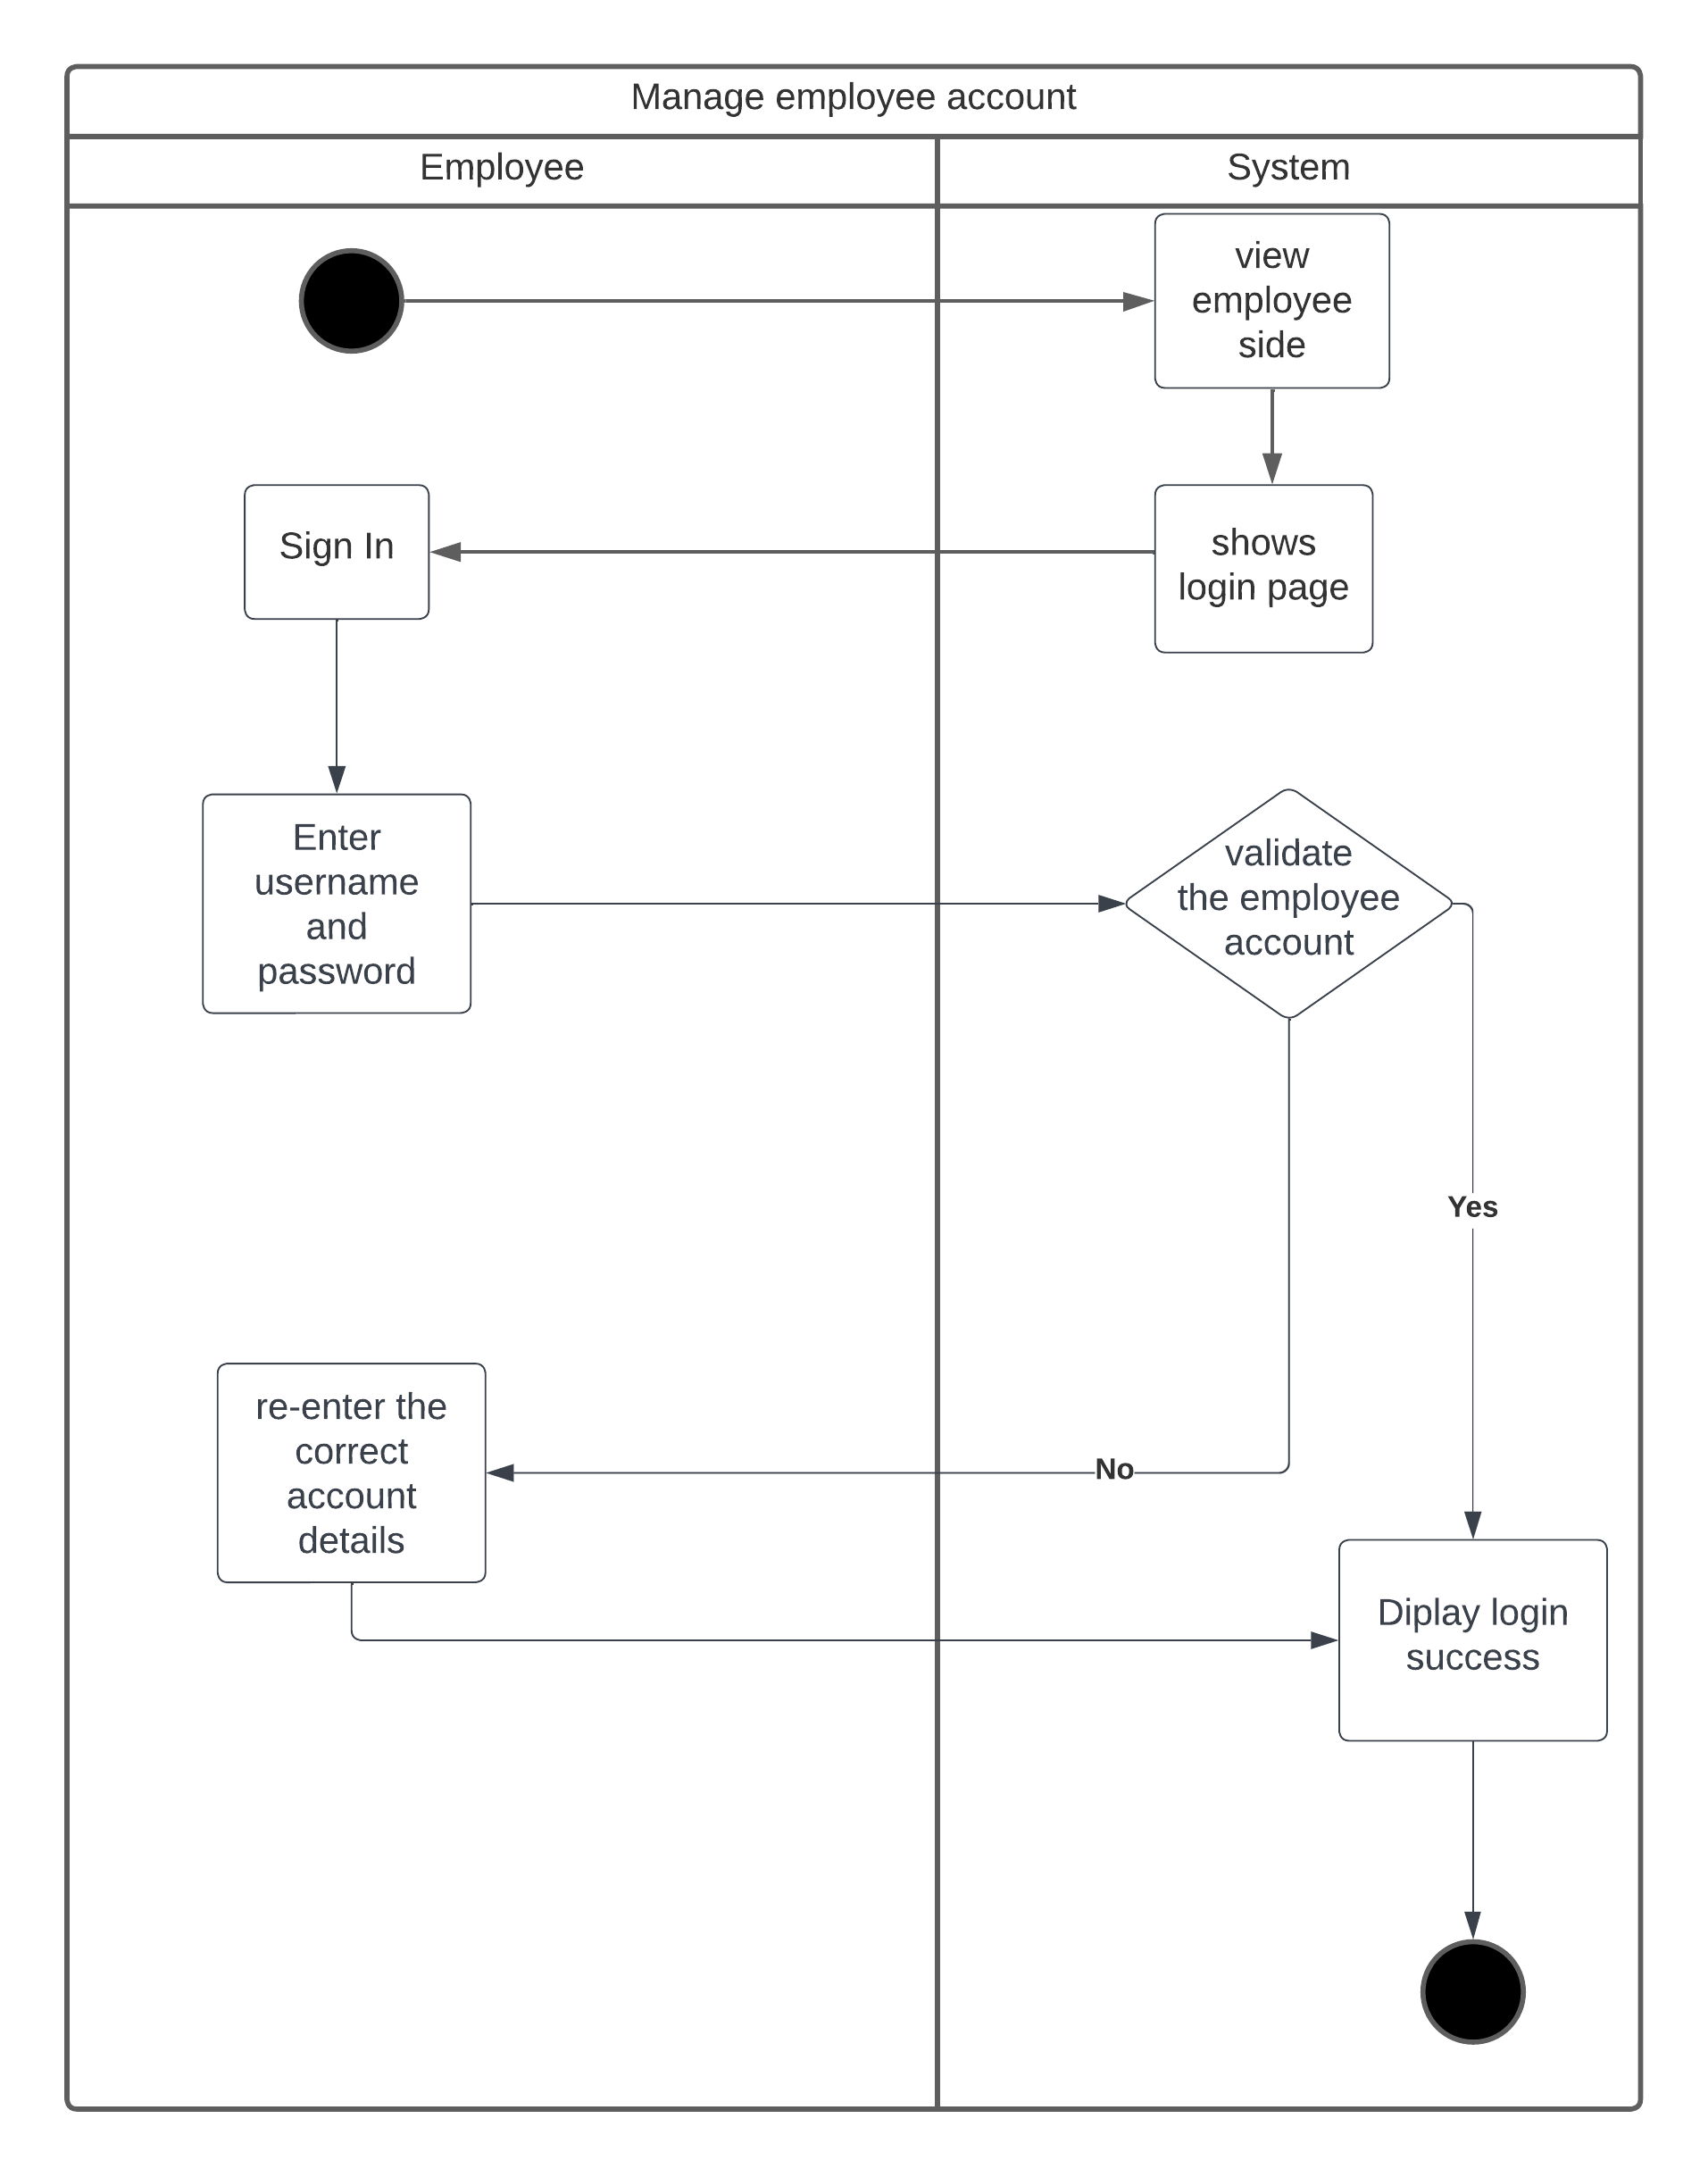 Manage employee account
Employee
System
view
employee
side
Sign In
shows
login page
Enter
username
and
password
validate
the employee
account
Yes
re-enter the
correct
account
details
No
Diplay login
success